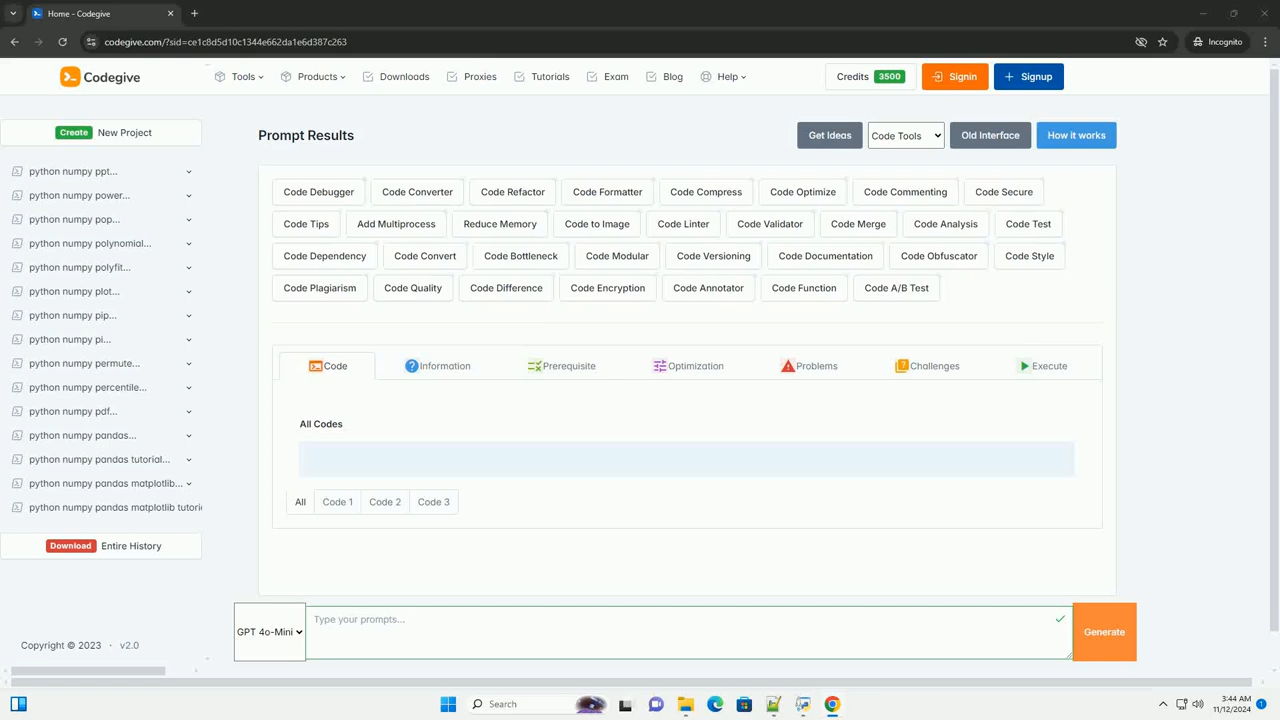 Home - Codegive
codegive.com/?sid=ce1c8d5d10c1344e662da1e6d387c263
Incognito
Codegive
Tools
Products
Downloads
Proxies
Tutorials
Exam
Blog
Help
Credits 3500
Signin
Signup
Create New Project
python numpy ppt...
python numpy power...
python numpy pop...
python numpy polynomial...
python numpy polyfit...
python numpy plot...
python numpy pip...
python numpy pi...
python numpy permute...
python numpy percentile...
python numpy pdf...
python numpy pandas...
python numpy pandas tutorial...
python numpy pandas matplotlib...
python numpy pandas matplotlib tutori
Download Entire History
Copyright © 2023 · v2.0
Prompt Results
Get Ideas
Code Tools
Old Interface
How it works
Code Debugger Code Converter Code Refactor Code Formatter Code Compress Code Optimize Code Commenting Code Secure
Code Tips Add Multiprocess Reduce Memory Code to Image Code Linter Code Validator Code Merge Code Analysis Code Test
Code Dependency Code Convert Code Bottleneck Code Modular Code Versioning Code Documentation Code Obfuscator Code Style
Code Plagiarism Code Quality Code Difference Code Encryption Code Annotator Code Function Code A/B Test
Code Information Prerequisite Optimization Problems Challenges Execute
All Codes
All Code 1 Code 2 Code 3
GPT 4o-Mini
Type your prompts...
Generate
Search
3:44 AM
11/12/2024
1